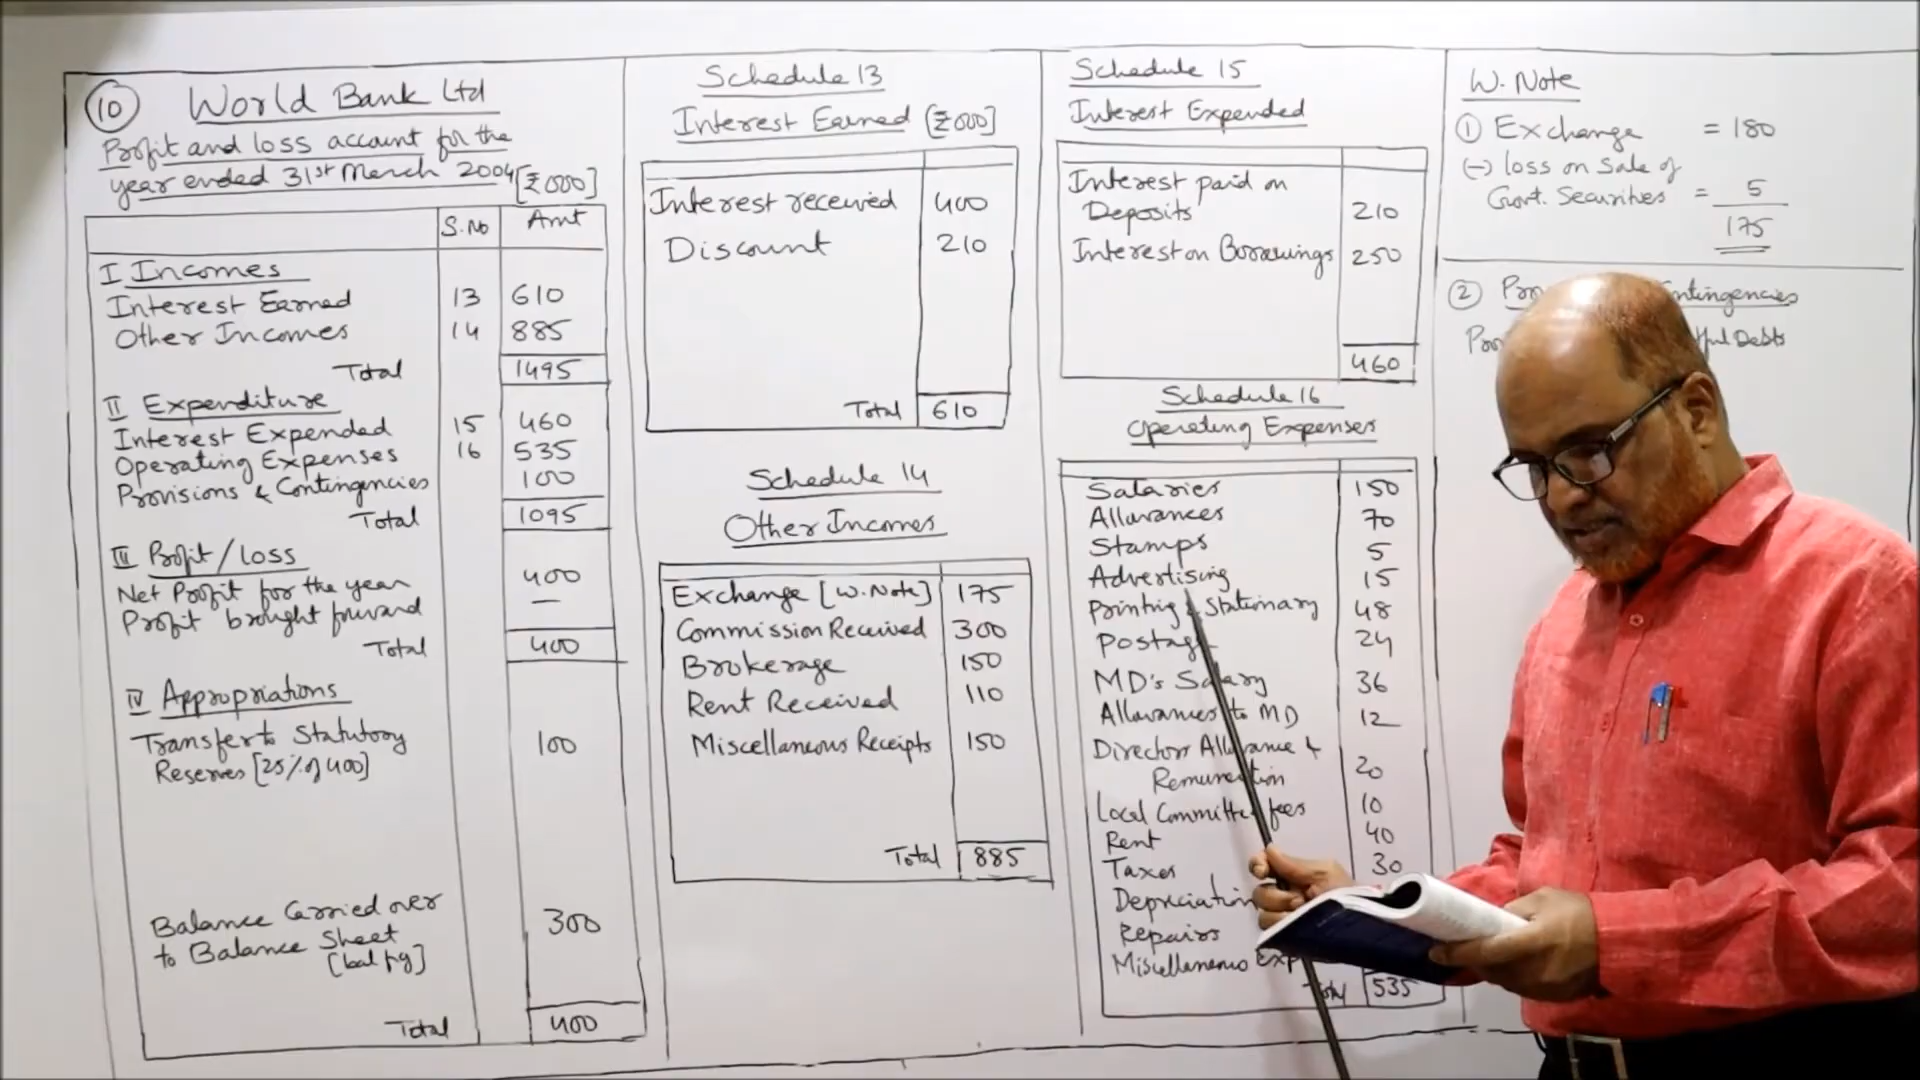 10 World Bank Ltd
Profit and loss account for the
year ended 31st March 2004 [₹000]
S.No Amt
I Incomes
Interest Earned 13 610
Other Incomes 14 885
Total 1495
II Expenditure
Interest Expended 15 460
Operating Expenses 16 535
Provisions & Contingencies 100
Total 1095
III Profit/loss
Net Profit for the year 400
Profit brought forward —
Total 400
IV Appropriations
Transfer to Statutory 100
Reserves [25% of 400]
Balance Carried over 300
to Balance Sheet
[bal fig]
Total 400
Schedule 13
Interest Earned [₹000]
Interest received 400
Discount 210
Total 610
Schedule 14
Other Incomes
Exchange [W.Note] 175
Commission Received 300
Brokerage 150
Rent Received 110
Miscellaneous Receipts 150
Total 885
Schedule 15
Interest Expended
Interest paid on
Deposits 210
Interest on Borrowings 250
460
Schedule 16
Operating Expenses
Salaries 150
Allowances 70
Stamps 5
Advertising 15
Printing & Stationary 48
Postage 24
MD's Salary 36
Allowances to MD 12
Directors Allowance &
Remuneration 20
Local Committee fees 10
Rent 40
Taxes 30
Depreciation
Repairs
Miscellaneous Exp
Total 535
W.Note
1 Exchange = 180
(-) loss on Sale of
Govt. Securities = 5
175
2
Debts